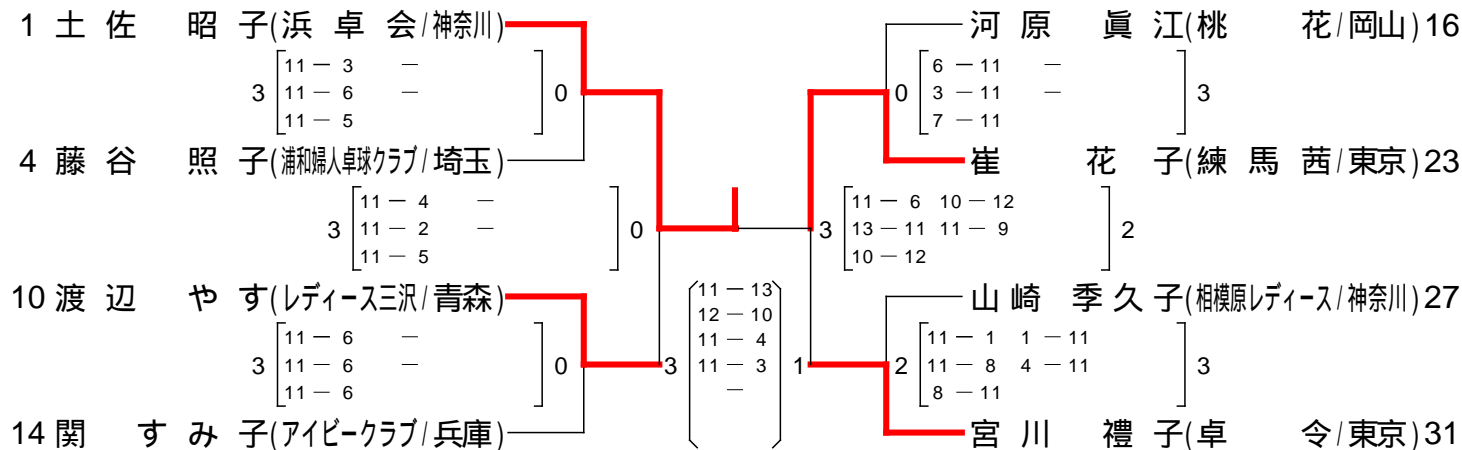 1 土佐 昭子(浜卓会/神奈川)
3 11 － 3 － 0
11 － 6 －
11 － 5
4 藤谷 照子(浦和婦人卓球クラブ/埼玉)
3 11 － 4 － 0
11 － 2 －
11 － 5
10 渡辺 やす(レディース三沢/青森)
3 11 － 6 － 0
11 － 6 －
11 － 6
14 関 すみ子(アイビークラブ/兵庫)
3 11 － 13 1
12 － 10
11 － 4
11 － 3
－
河原 眞江(桃 花/岡山)16
0 6 － 11 － 3
3 － 11 －
7 － 11
崔 花子(練馬茜/東京)23
3 11 － 6 10 － 12 2
13 － 11 11 － 9
10 － 12
山崎 季久子(相模原レディース/神奈川)27
2 11 － 1 1 － 11 3
11 － 8 4 － 11
8 － 11
宮川 禮子(卓 令/東京)31